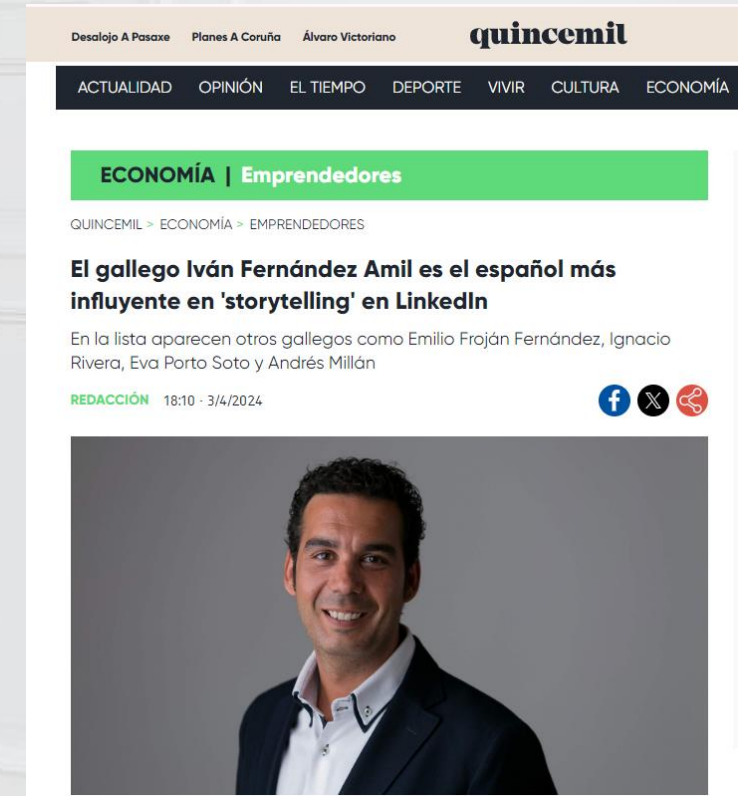 Desalojo A Pasaxe Planes A Coruña Álvaro Victoriano quincemil
ACTUALIDAD OPINIÓN EL TIEMPO DEPORTE VIVIR CULTURA ECONOMÍA
ECONOMÍA | Emprendedores
QUINCEMIL > ECONOMÍA > EMPRENDEDORES
El gallego Iván Fernández Amil es el español más
influyente en 'storytelling' en LinkedIn
En la lista aparecen otros gallegos como Emilio Froján Fernández, Ignacio
Rivera, Eva Porto Soto y Andrés Millán
REDACCIÓN 18:10 · 3/4/2024